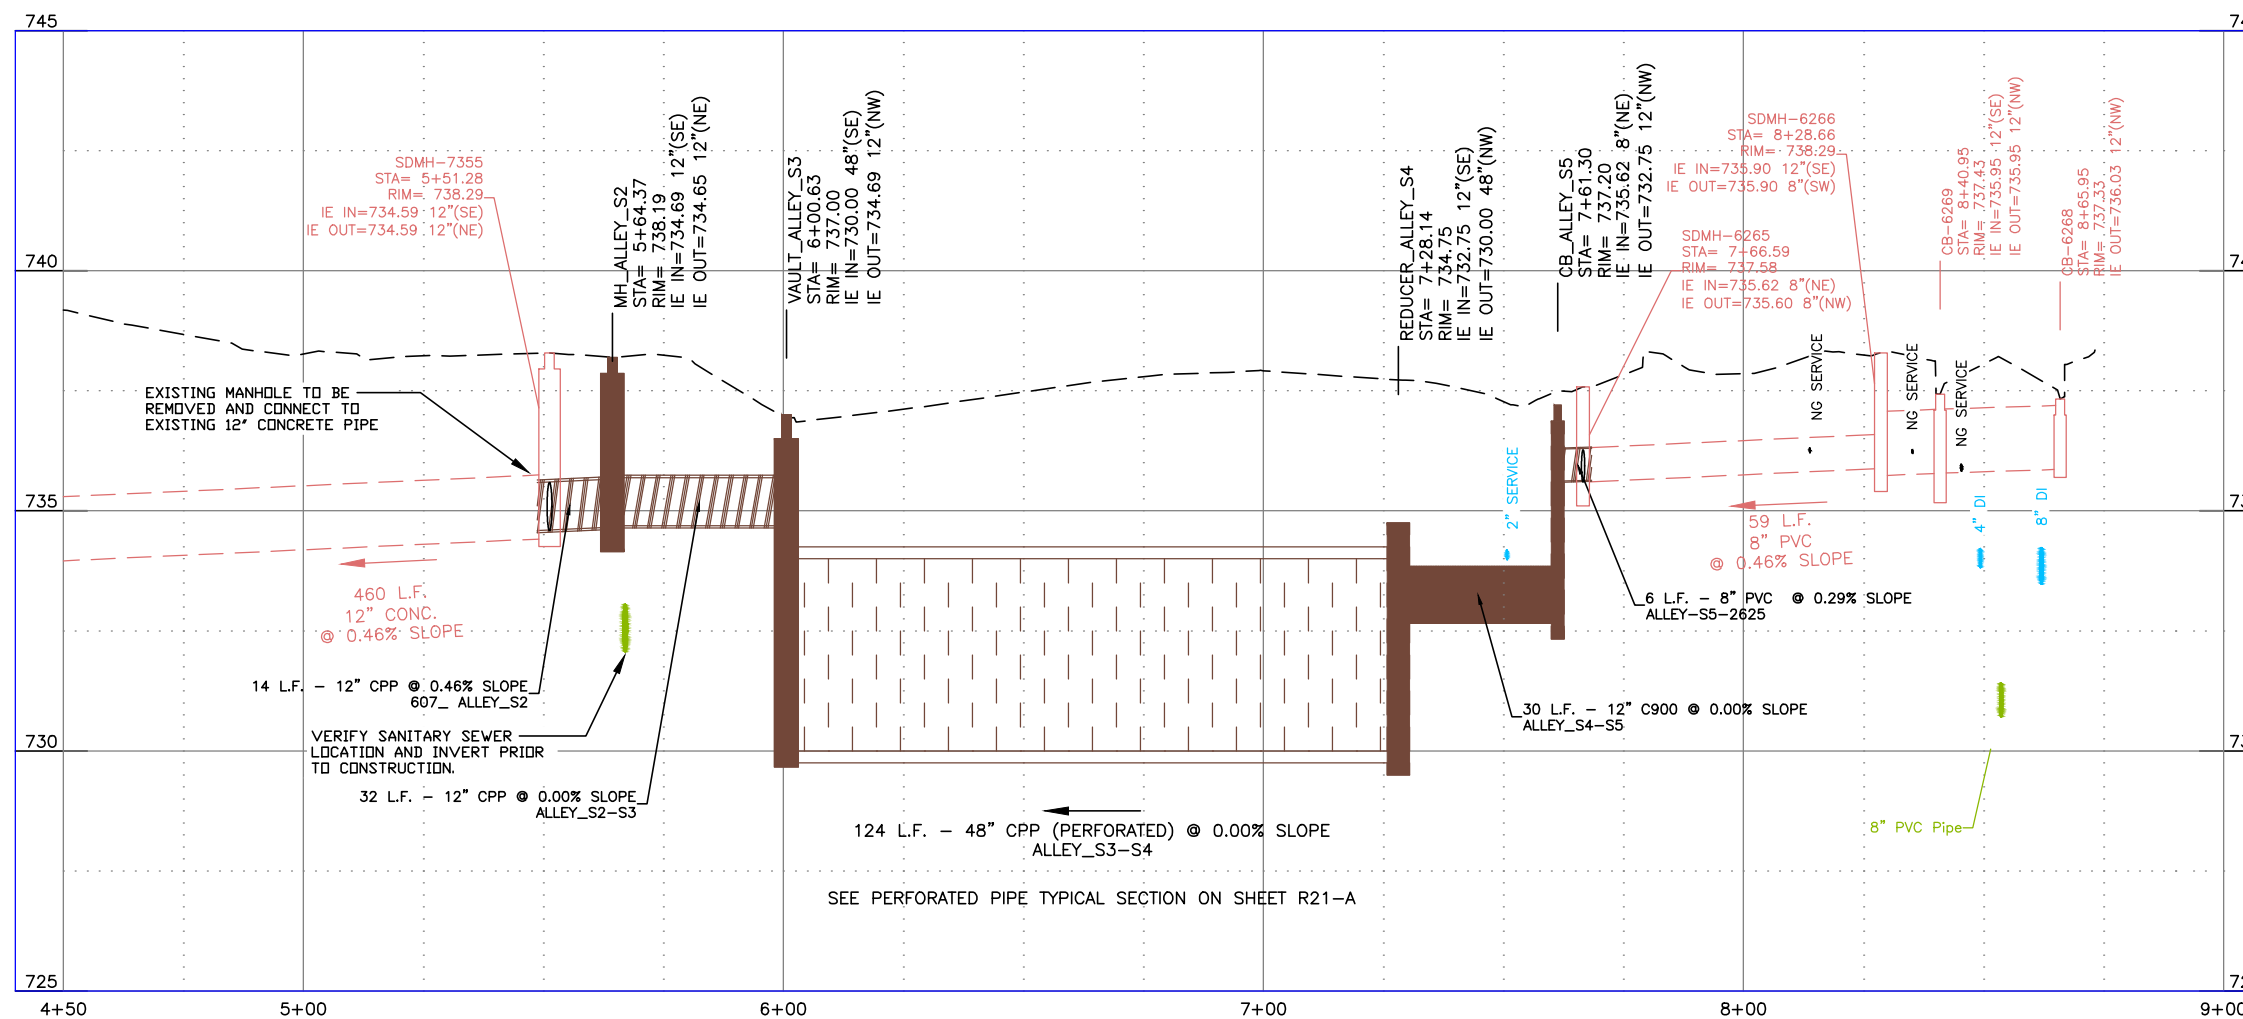 745
740
735
730
725
4+50
5+00
6+00
7+00
8+00
9+00
SDMH-7355
STA= 5+51.28
RIM= 738.29
IE IN=734.59 12"(SE)
IE OUT=734.59 12"(NE)
MH_ALLEY_S2
STA= 5+64.37
RIM= 738.19
IE IN=734.69 12"(SE)
IE OUT=734.65 12"(NE)
VAULT_ALLEY_S3
STA= 6+00.63
RIM= 737.00
IE IN=730.00 48"(SE)
IE OUT=734.69 12"(NW)
REDUCER_ALLEY_S4
STA= 7+28.14
RIM= 734.75
IE IN=732.75 12"(SE)
IE OUT=730.00 48"(NW)
CB_ALLEY_S5
STA= 7+61.30
RIM= 737.20
IE IN=735.62 8"(NE)
IE OUT=732.75 12"(NW)
SDMH-6266
STA= 8+28.66
RIM= 738.29
IE IN=735.90 12"(SE)
IE OUT=735.90 8"(SW)
SDMH-6265
STA= 7+66.59
RIM= 737.58
IE IN=735.62 8"(NE)
IE OUT=735.60 8"(NW)
CB-6269
STA= 8+40.95
RIM= 737.43
IE IN=735.95 12"(SE)
IE OUT=735.95 12"(NW)
CB-6268
STA= 8+65.95
RIM= 737.33
IE OUT=736.03 12"(NW)
EXISTING MANHOLE TO BE
REMOVED AND CONNECT TO
EXISTING 12" CONCRETE PIPE
460 L.F.
12" CONC.
@ 0.46% SLOPE
14 L.F. - 12" CPP @ 0.46% SLOPE
607_ ALLEY_S2
VERIFY SANITARY SEWER
LOCATION AND INVERT PRIOR
TO CONSTRUCTION.
32 L.F. - 12" CPP @ 0.00% SLOPE
ALLEY_S2-S3
124 L.F. - 48" CPP (PERFORATED) @ 0.00% SLOPE
ALLEY_S3-S4
SEE PERFORATED PIPE TYPICAL SECTION ON SHEET R21-A
2" SERVICE
30 L.F. - 12" C900 @ 0.00% SLOPE
ALLEY_S4-S5
6 L.F. - 8" PVC @ 0.29% SLOPE
ALLEY-S5-2625
59 L.F.
8" PVC
@ 0.46% SLOPE
NG SERVICE
NG SERVICE
NG SERVICE
4" DI
8" DI
8" PVC Pipe